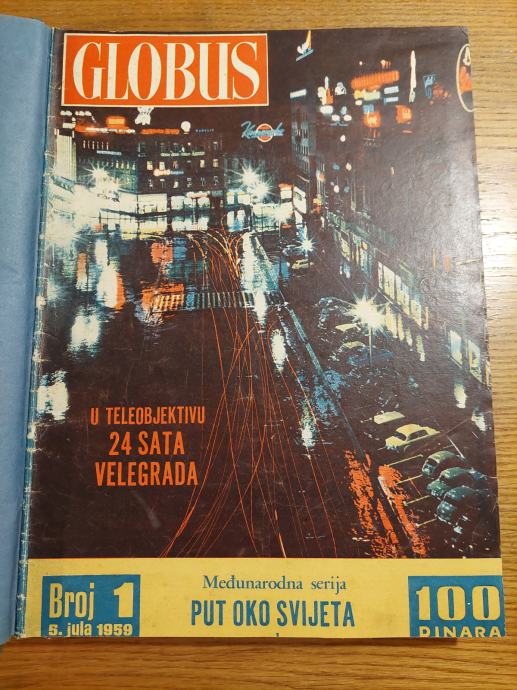 GLOBUS
U TELEOBJEKTIVU
24 SATA
VELEGRADA
Broj 1
5. jula 1959
Međunarodna serija
PUT OKO SVIJETA
100
DINARA